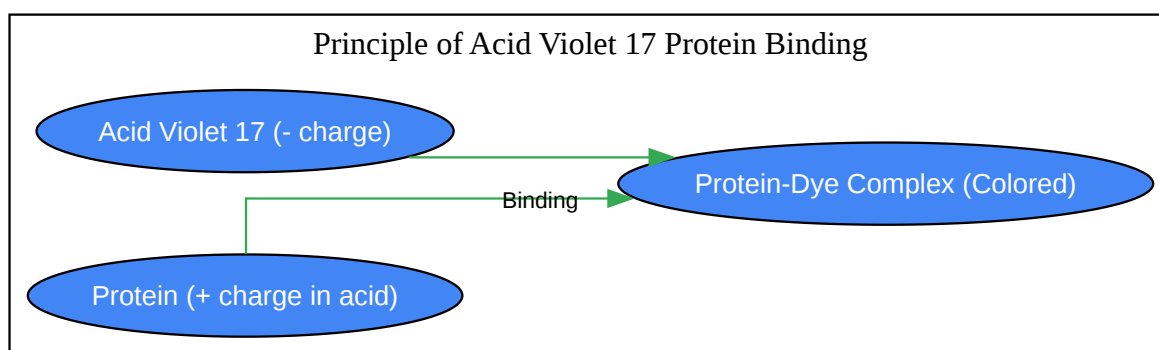 Principle of Acid Violet 17 Protein Binding
Acid Violet 17 (- charge)
Protein-Dye Complex (Colored)
Binding
Protein (+ charge in acid)